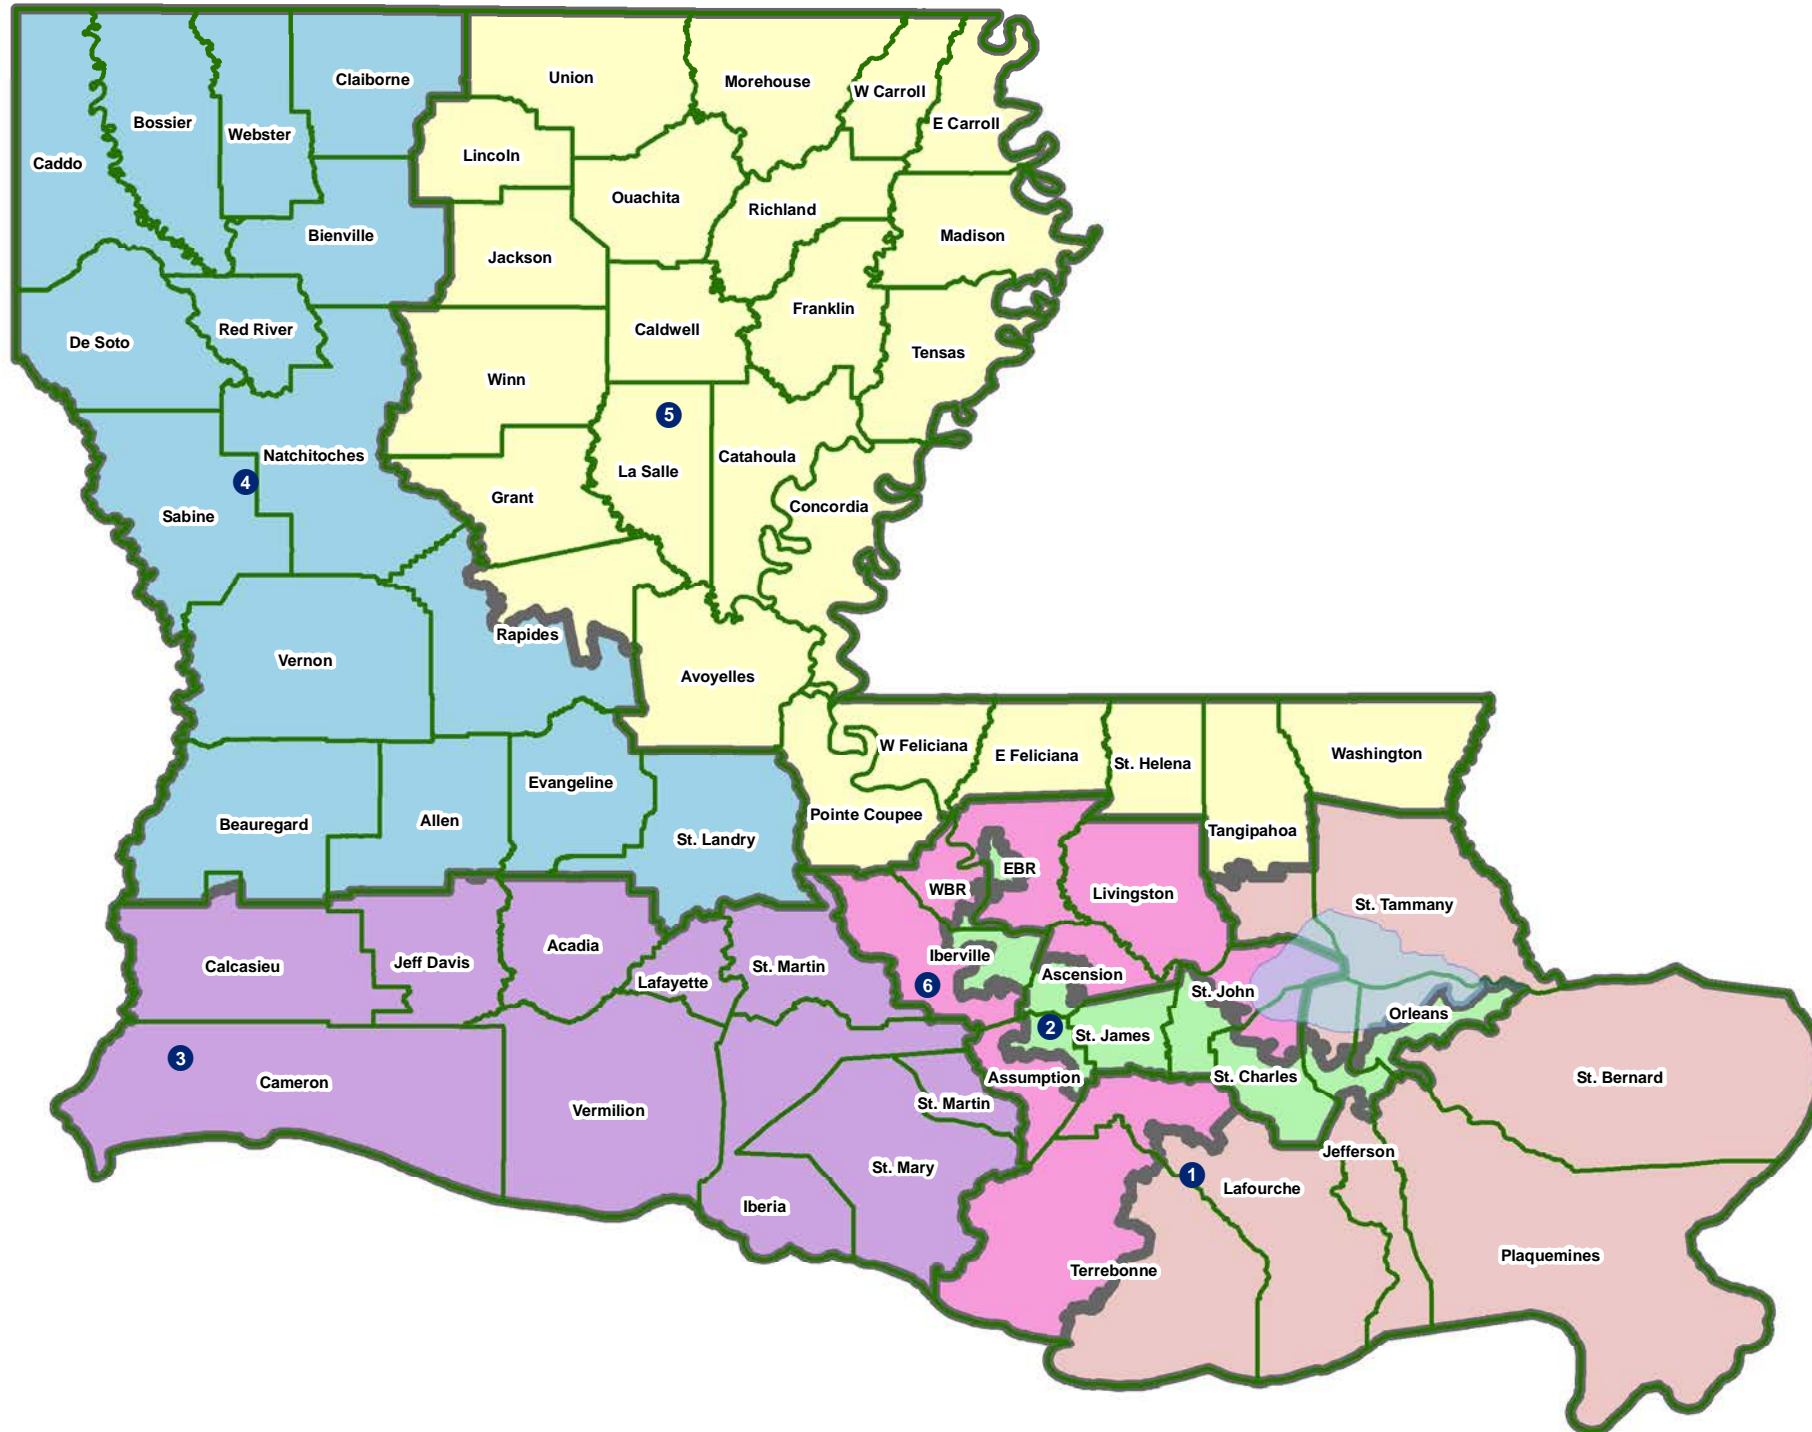 Union
Morehouse
W Carroll
E Carroll
Claiborne
Bossier
Webster
Caddo
Lincoln
Ouachita
Richland
Bienville
Madison
Jackson
Franklin
Red River
Caldwell
De Soto
Tensas
Winn
5
Natchitoches
La Salle
Catahoula
4
Grant
Concordia
Sabine
Rapides
Vernon
Avoyelles
W Feliciana
E Feliciana
St. Helena
Washington
Evangeline
Pointe Coupee
Beauregard
Allen
Tangipahoa
St. Landry
EBR
WBR
Livingston
St. Tammany
Acadia
Iberville
Calcasieu
Jeff Davis
St. Martin
Ascension
Lafayette
6
St. John
Orleans
2
St. James
3
Cameron
Assumption
St. Charles
St. Bernard
Vermilion
St. Martin
Jefferson
St. Mary
1
Lafourche
Iberia
Plaquemines
Terrebonne